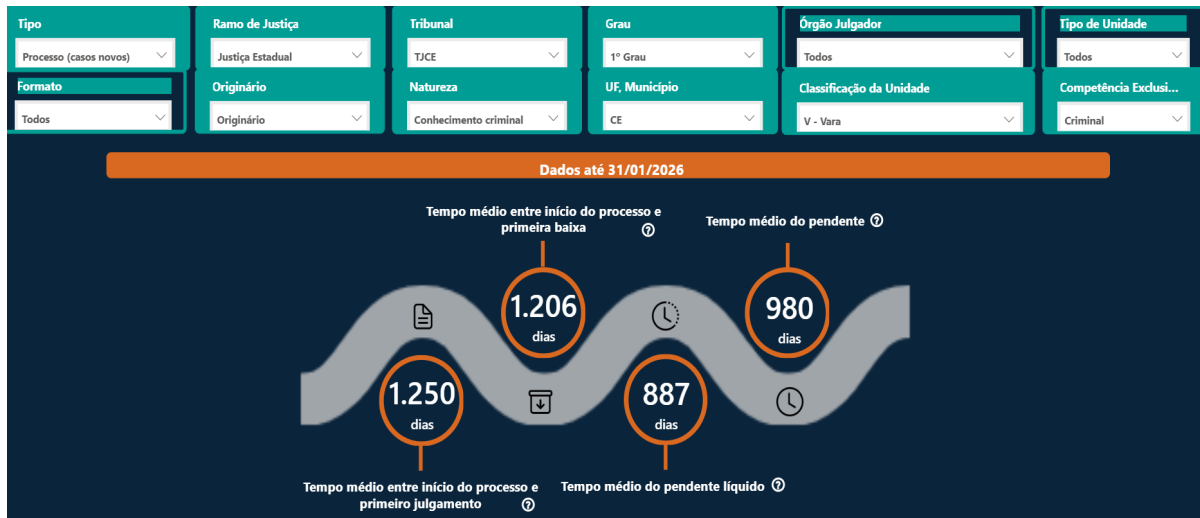 Tipo
Processo (casos novos)
Ramo de Justiça
Justiça Estadual
Tribunal
TJCE
Grau
1º Grau
Órgão Julgador
Todos
Tipo de Unidade
Todos
Formato
Todos
Originário
Originário
Natureza
Conhecimento criminal
UF, Município
CE
Classificação da Unidade
V - Vara
Competência Exclusi...
Criminal
Dados até 31/01/2026
Tempo médio entre início do processo e
primeira baixa
?
Tempo médio do pendente ?
1.206
dias
980
dias
1.250
dias
887
dias
Tempo médio entre início do processo e
primeiro julgamento ?
Tempo médio do pendente líquido ?